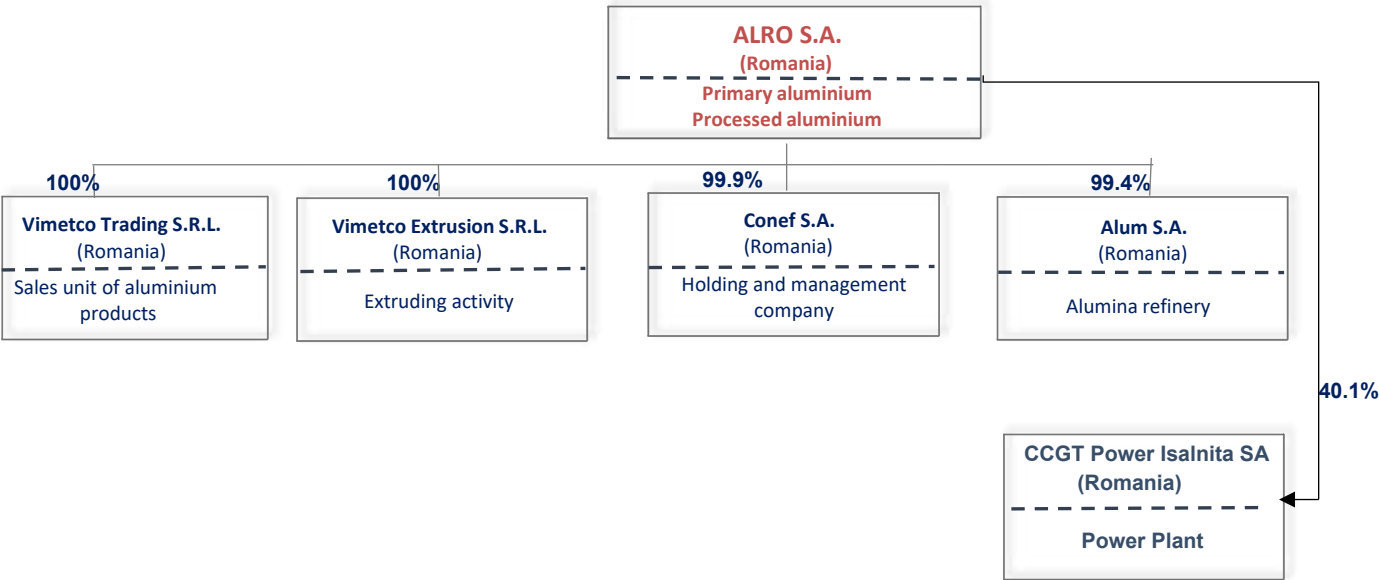 ALRO S.A.
(Romania)
Primary aluminium
Processed aluminium
100%
100%
99.9%
99.4%
Vimetco Trading S.R.L.
(Romania)
Sales unit of aluminium
products
Vimetco Extrusion S.R.L.
(Romania)
Extruding activity
Conef S.A.
(Romania)
Holding and management
company
Alum S.A.
(Romania)
Alumina refinery
40.1%
CCGT Power Isalnita SA
(Romania)
Power Plant